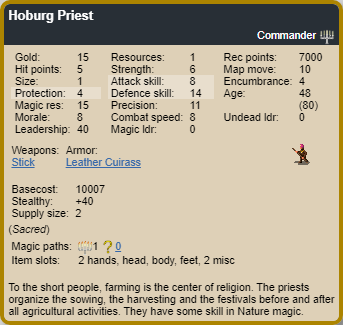 Hoburg Priest
Commander
Gold: 15 Resources: 1 Rec points: 7000
Hit points: 5 Strength: 6 Map move: 10
Size: 1 Attack skill: 8 Encumbrance: 4
Protection: 4 Defence skill: 14 Age: 48
Magic res: 15 Precision: 11 (80)
Morale: 8 Combat speed: 8 Undead ldr: 0
Leadership: 40 Magic ldr: 0
Weapons: Armor:
Stick Leather Cuirass
Basecost: 10007
Stealthy: +40
Supply size: 2
(Sacred)
Magic paths: 1 ? 0
Item slots: 2 hands, head, body, feet, 2 misc
To the short people, farming is the center of religion. The priests
organize the sowing, the harvesting and the festivals before and after
all agricultural activities. They have some skill in Nature magic.